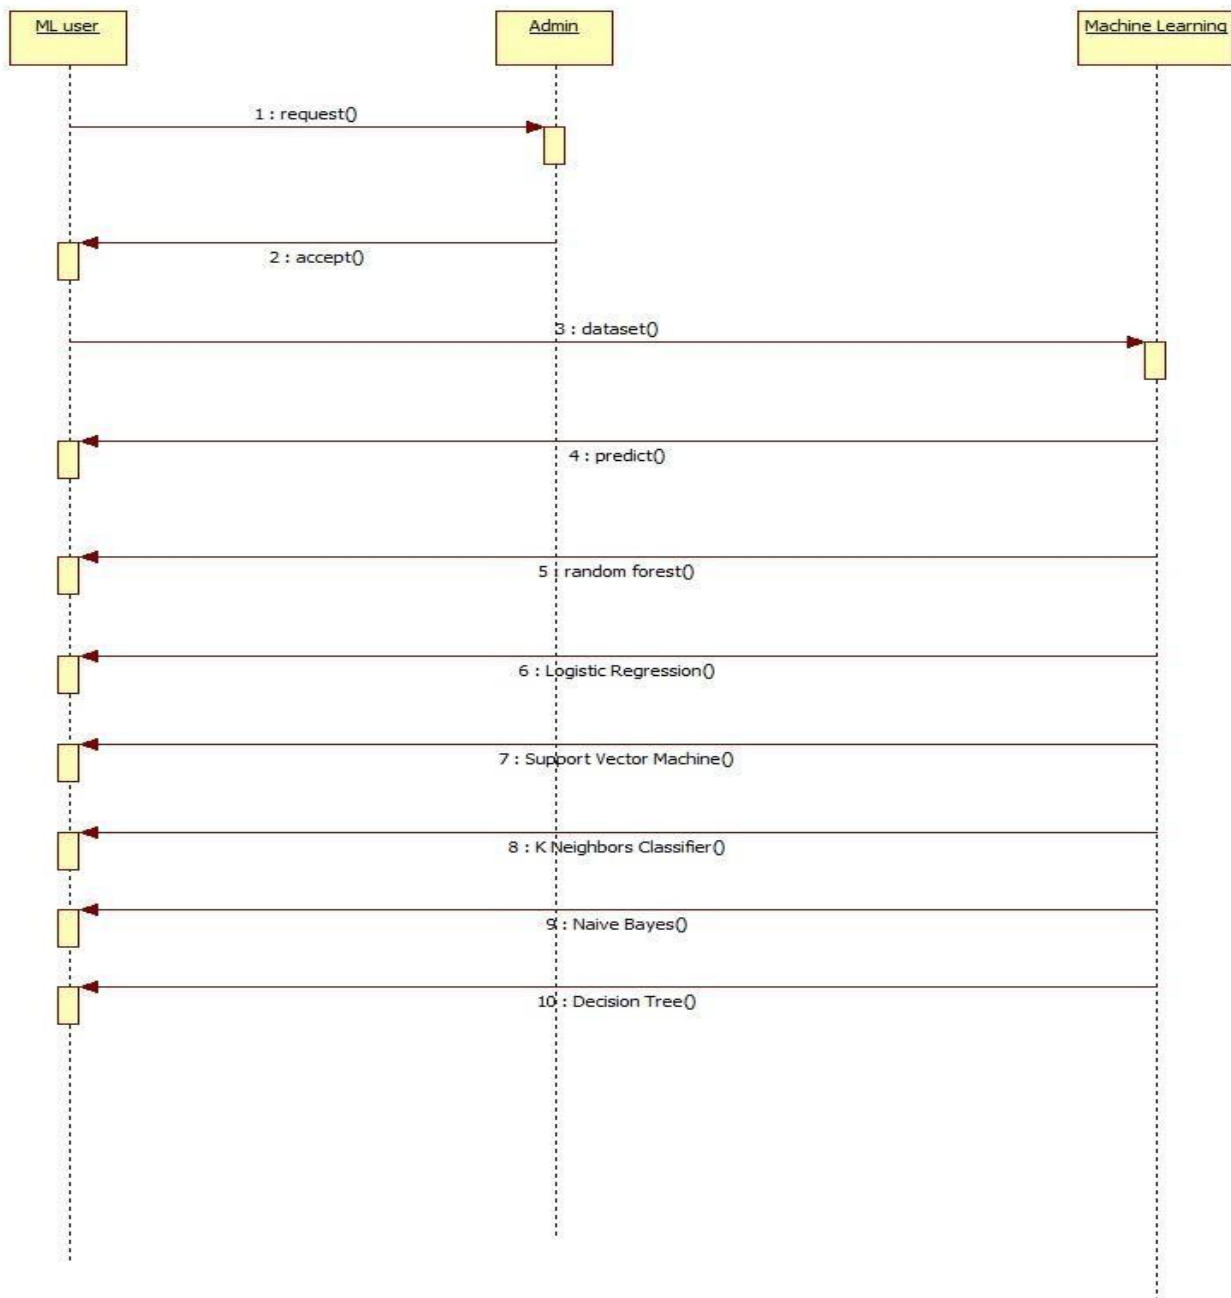 ML user
Admin
Machine Learning
1 : request()
2 : accept()
3 : dataset()
4 : predict()
5 : random forest()
6 : Logistic Regression()
7 : Support Vector Machine()
8 : K Neighbors Classifier()
9 : Naive Bayes()
10 : Decision Tree()